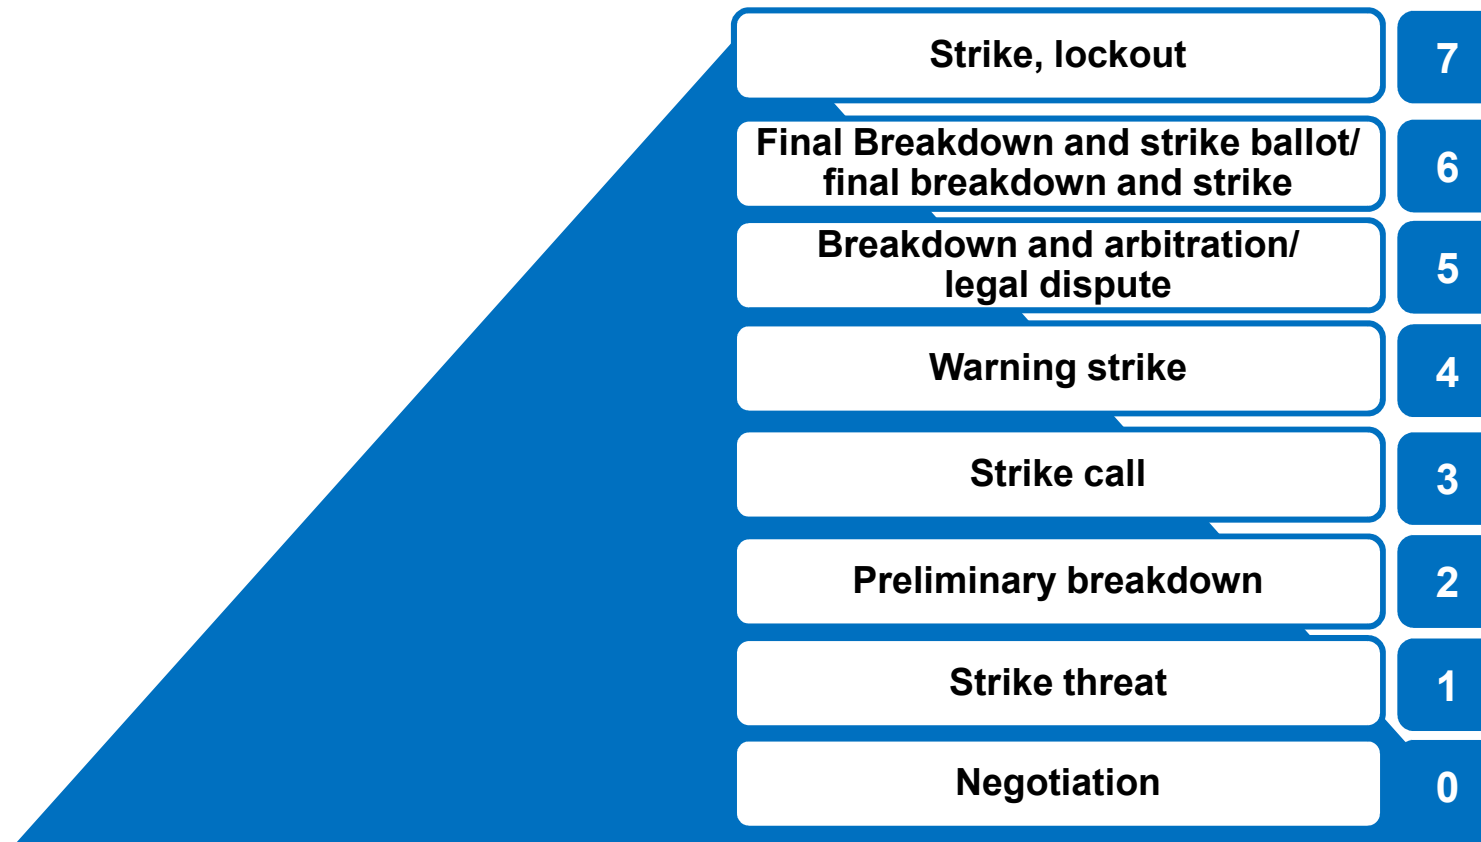 Strike, lockout
7
Final Breakdown and strike ballot/
final breakdown and strike
6
Breakdown and arbitration/
legal dispute
5
Warning strike
4
Strike call
3
Preliminary breakdown
2
Strike threat
1
Negotiation
0